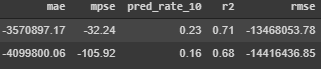 mae mpse pred_rate_10 r2 rmse
-3570897.17 -32.24 0.23 0.71 -13468053.78
-4099800.06 -105.92 0.16 0.68 -14416436.85